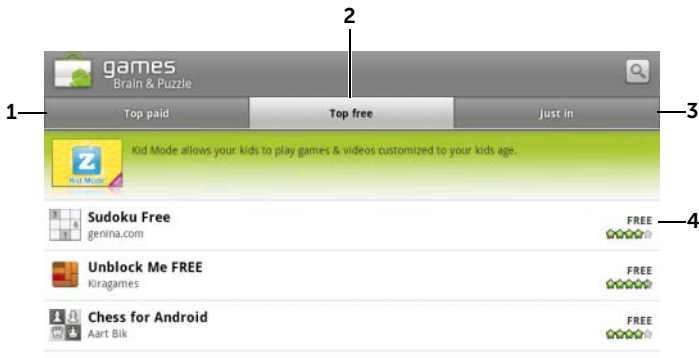 2
games
Brain & Puzzle
1
Top paid
Top free
Just in
3
Z
Kid Mode
Kid Mode allows your kids to play games & videos customized to your kids age.
Sudoku Free
genina.com
FREE
4
Unblock Me FREE
Kiragames
FREE
Chess for Android
Aart Bik
FREE